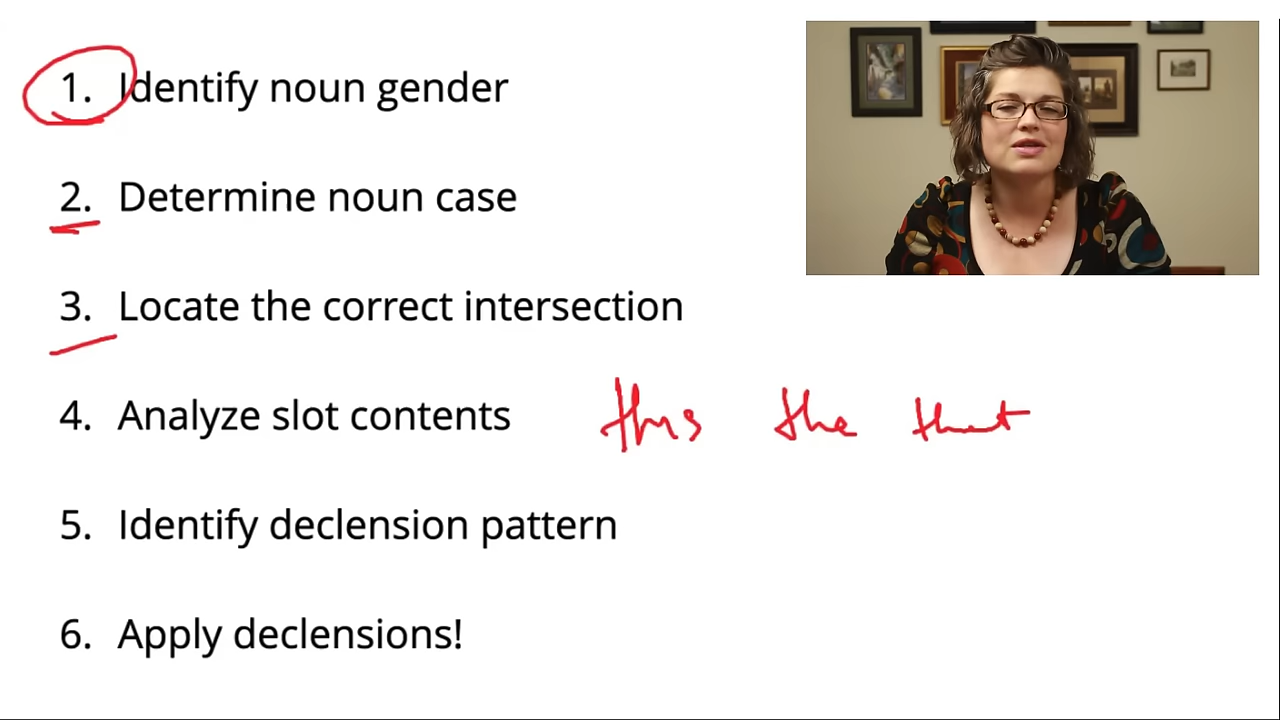 1. Identify noun gender
2. Determine noun case
3. Locate the correct intersection
4. Analyze slot contents this the that
5. Identify declension pattern
6. Apply declensions!